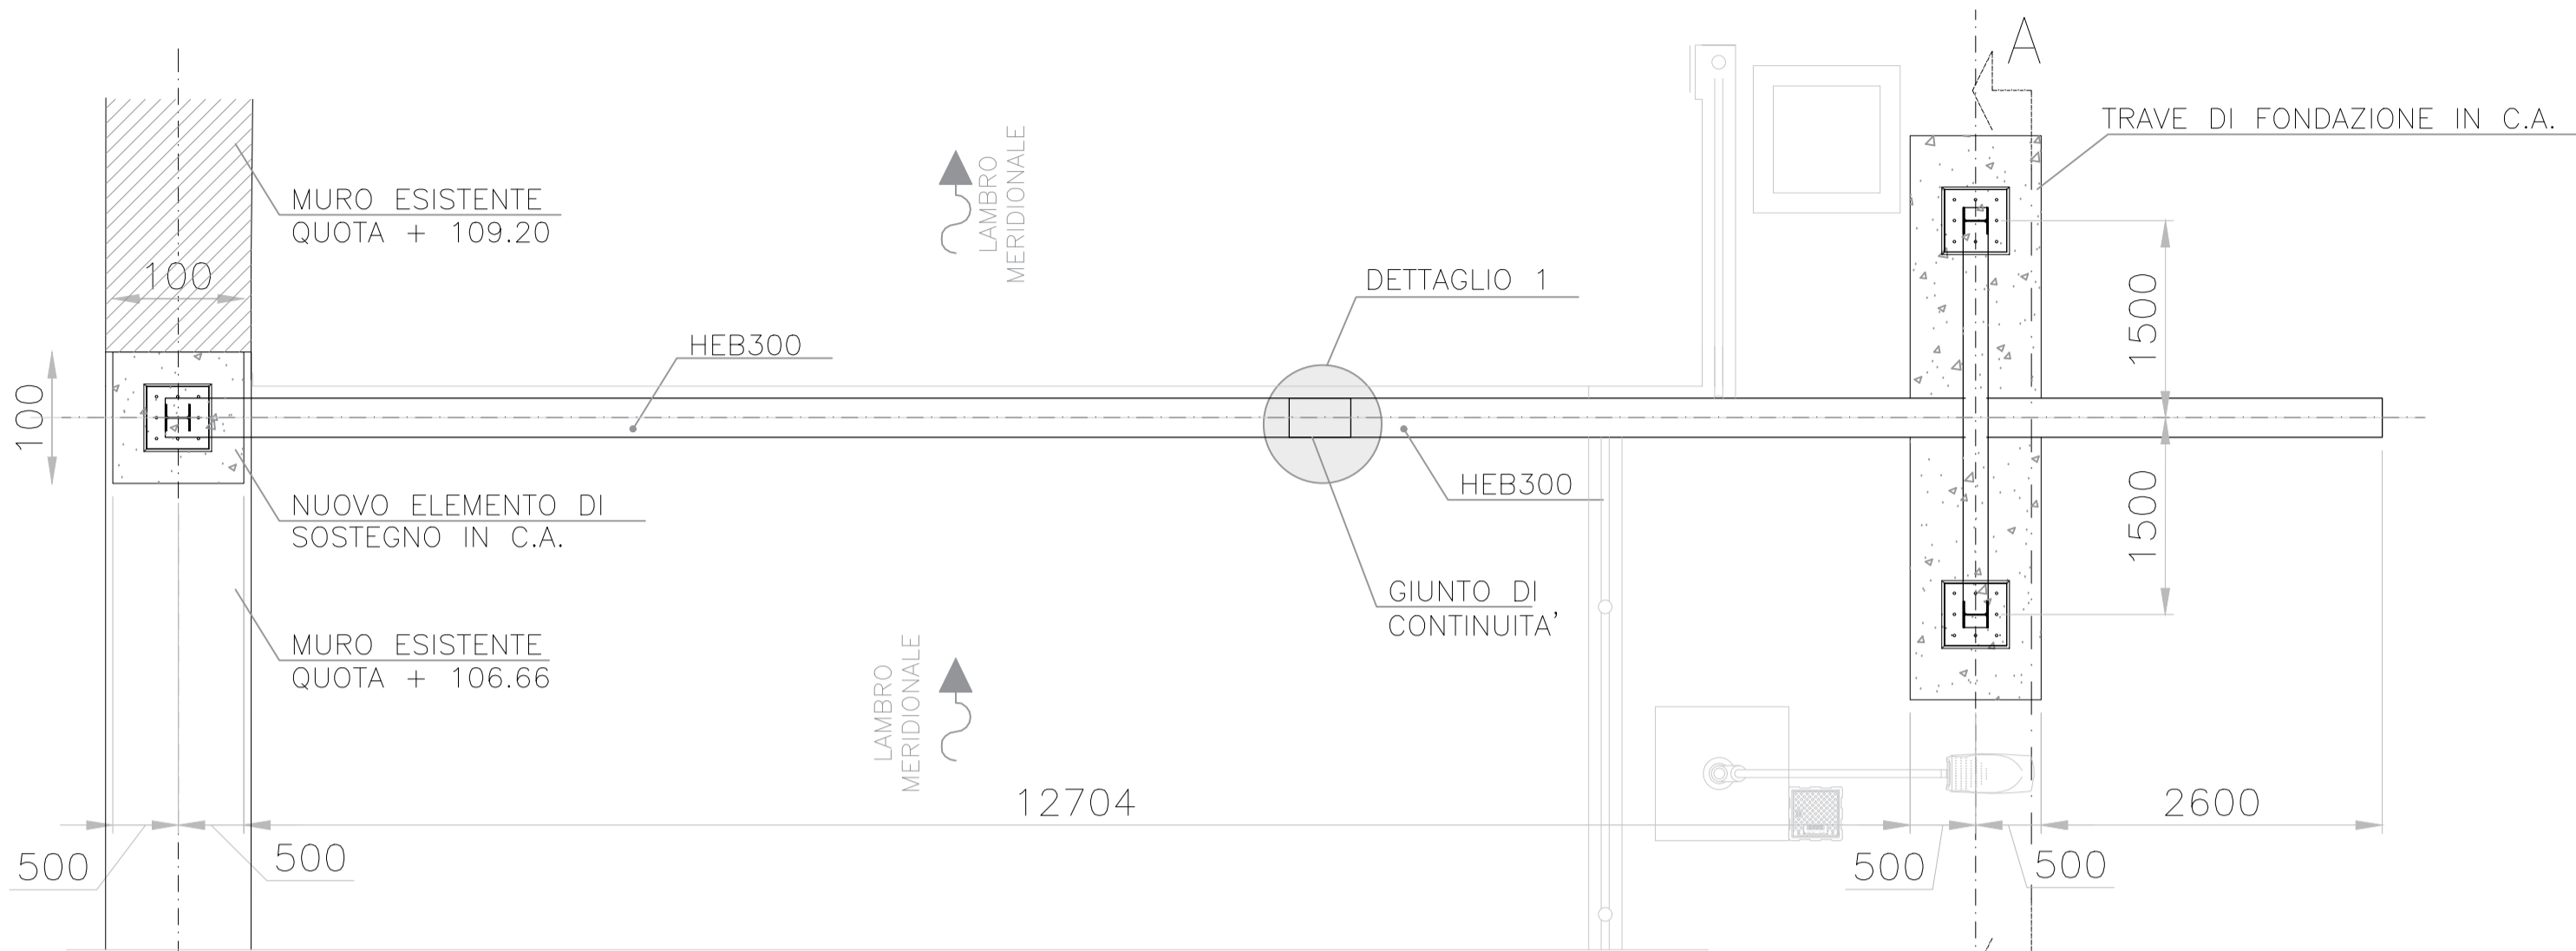 A
TRAVE DI FONDAZIONE IN C.A.
LAMBRO
MERIDIONALE
MURO ESISTENTE
QUOTA + 109.20
100
DETTAGLIO 1
1500
HEB300
100
HEB300
1500
NUOVO ELEMENTO DI
SOSTEGNO IN C.A.
GIUNTO DI
CONTINUITA'
MURO ESISTENTE
QUOTA + 106.66
LAMBRO
MERIDIONALE
12704
2600
500
500
500
500